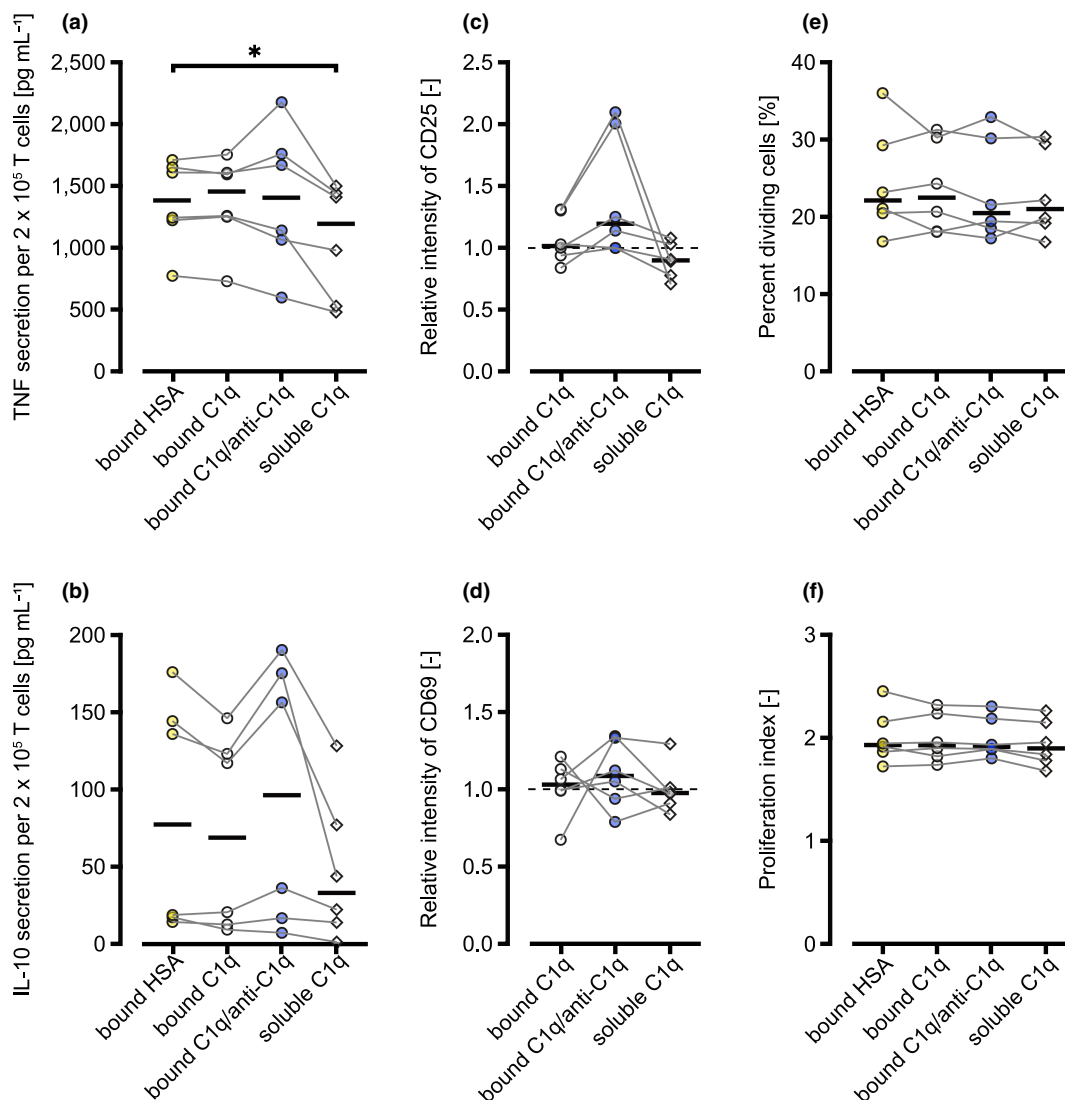 (a)
TNF secretion per 2 x 10⁵ T cells [pg mL⁻¹]
2,500
2,000
1,500
1,000
500
0
*
bound HSA
bound C1q
bound C1q/anti-C1q
soluble C1q
(c)
Relative intensity of CD25 [-]
2.5
2.0
1.5
1.0
0.5
0.0
bound C1q
bound C1q/anti-C1q
soluble C1q
(e)
Percent dividing cells [%]
40
30
20
10
0
bound HSA
bound C1q
bound C1q/anti-C1q
soluble C1q
(b)
IL-10 secretion per 2 x 10⁵ T cells [pg mL⁻¹]
200
150
100
50
0
bound HSA
bound C1q
bound C1q/anti-C1q
soluble C1q
(d)
Relative intensity of CD69 [-]
2.0
1.5
1.0
0.5
0.0
bound C1q
bound C1q/anti-C1q
soluble C1q
(f)
Proliferation index [-]
3
2
1
0
bound HSA
bound C1q
bound C1q/anti-C1q
soluble C1q